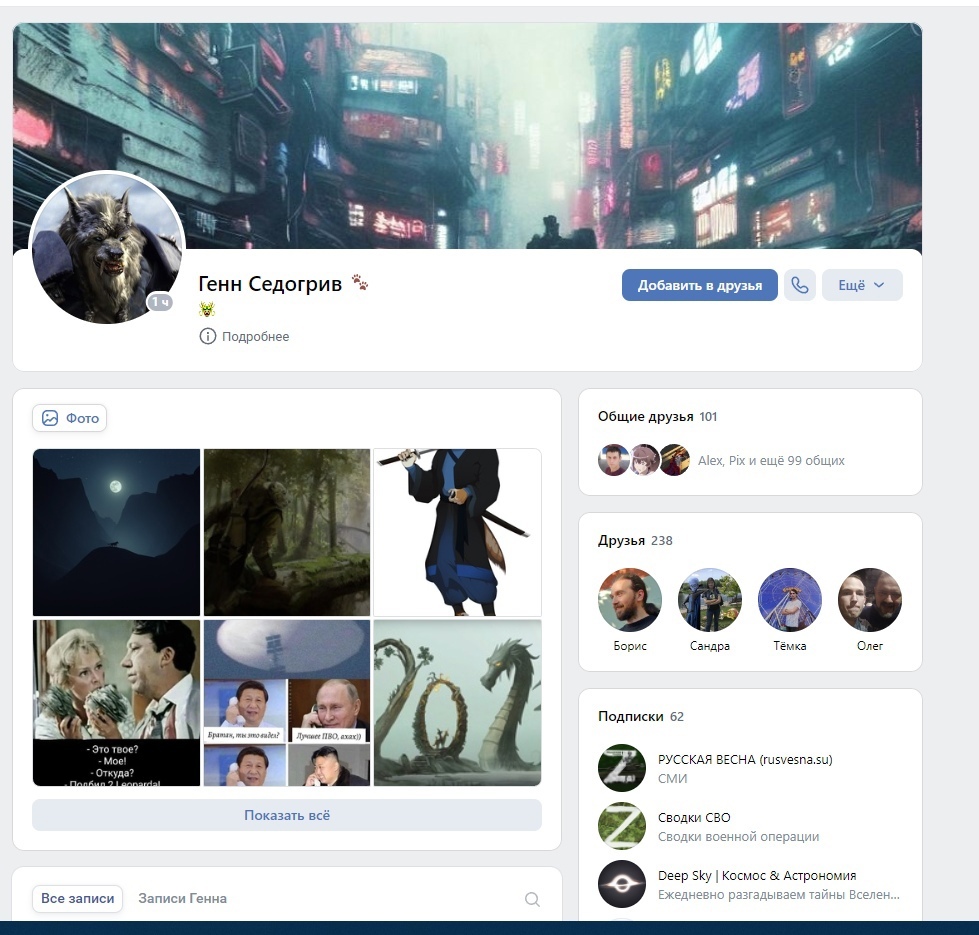 1 ч
Генн Седогрив
Подробнее
Добавить в друзья
Ещё
Фото
- Это твое?
- Мое!
- Откуда?
- Подбил 2 Leoparda!
Братан, ты это видел?
Лучшее ПВО, ахах))
Показать всё
Все записи
Записи Генна
Общие друзья 101
Alex, Pix и ещё 99 общих
Друзья 238
Борис
Сандра
Тёмка
Олег
Подписки 62
РУССКАЯ ВЕСНА (rusvesna.su)
СМИ
Сводки СВО
Сводки военной операции
Deep Sky | Космос & Астрономия
Ежедневно разгадываем тайны Вселен...